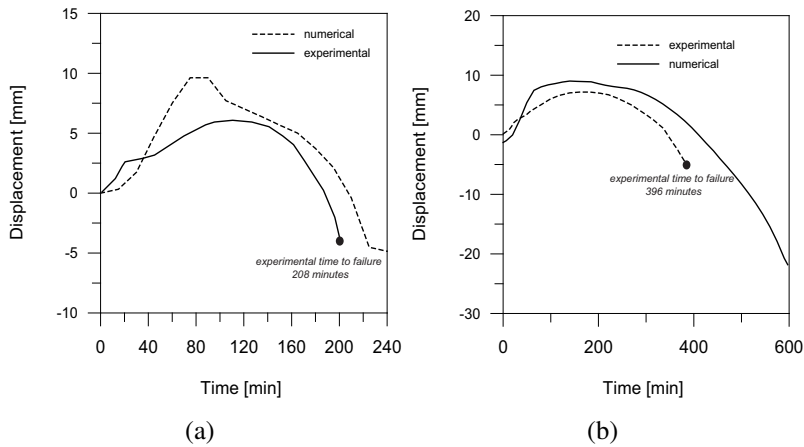 15
10
5
0
-5
-10
Displacement [mm]
numerical
experimental
experimental time to failure
208 minutes
0 40 80 120 160 200 240
Time [min]
(a)
20
10
0
-10
-20
-30
Displacement [mm]
experimental
numerical
experimental time to failure
396 minutes
0 200 400 600
Time [min]
(b)